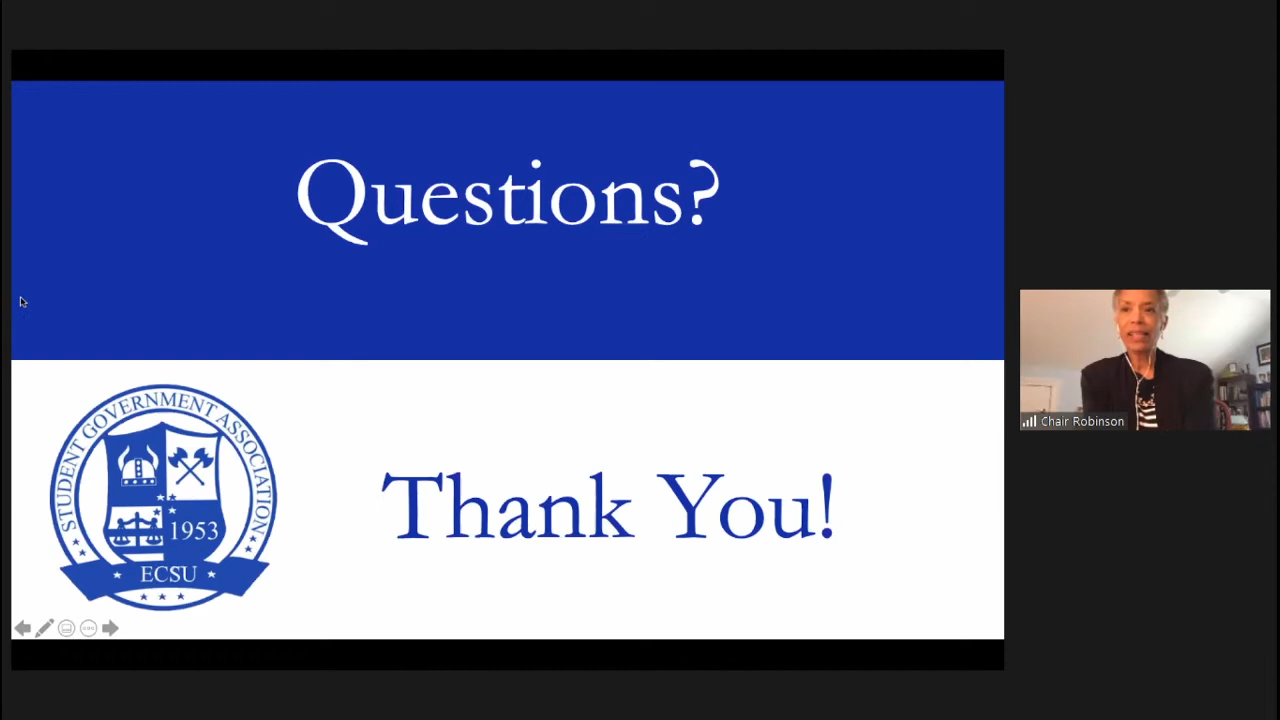 Questions?
STUDENT GOVERNMENT ASSOCIATION
1953
ECSU
Thank You!
Chair Robinson